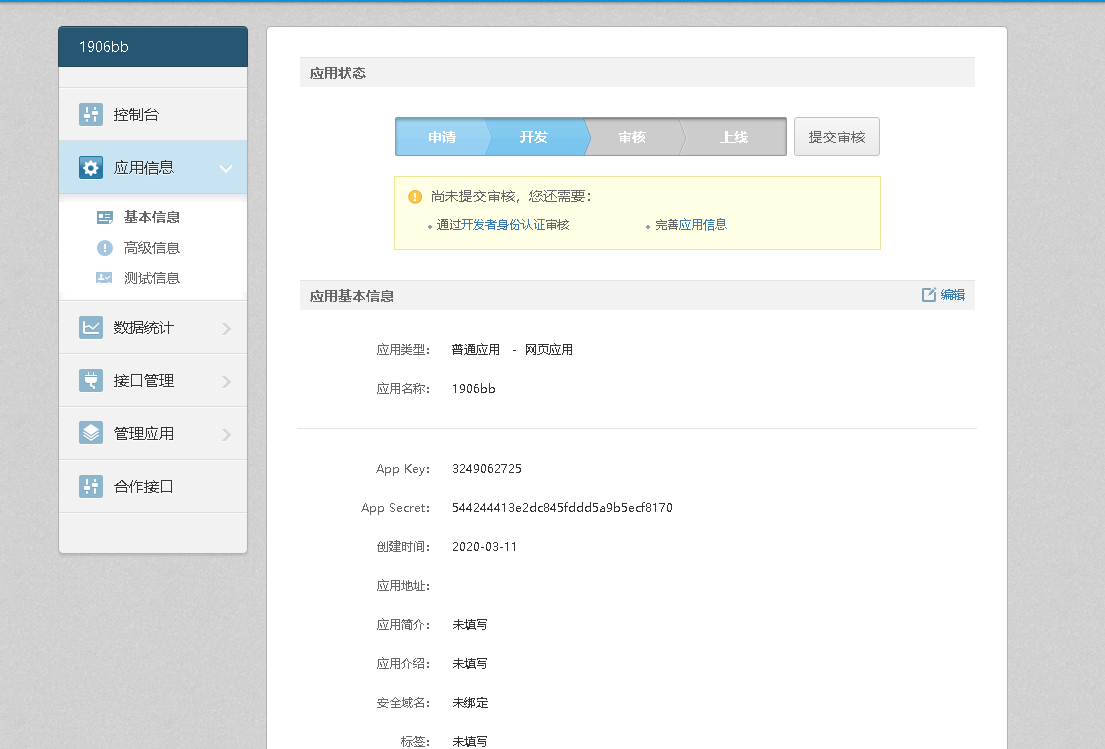 1906bb
控制台
应用信息
基本信息
高级信息
测试信息
数据统计
接口管理
管理应用
合作接口
应用状态
申请 开发 审核 上线 提交审核
尚未提交审核，您还需要：
• 通过开发者身份认证审核 • 完善应用信息
应用基本信息 编辑
应用类型： 普通应用 - 网页应用
应用名称： 1906bb
App Key： 3249062725
App Secret： 544244413e2dc845fddd5a9b5ecf8170
创建时间： 2020-03-11
应用地址：
应用简介： 未填写
应用介绍： 未填写
安全域名： 未绑定
标签： 未填写